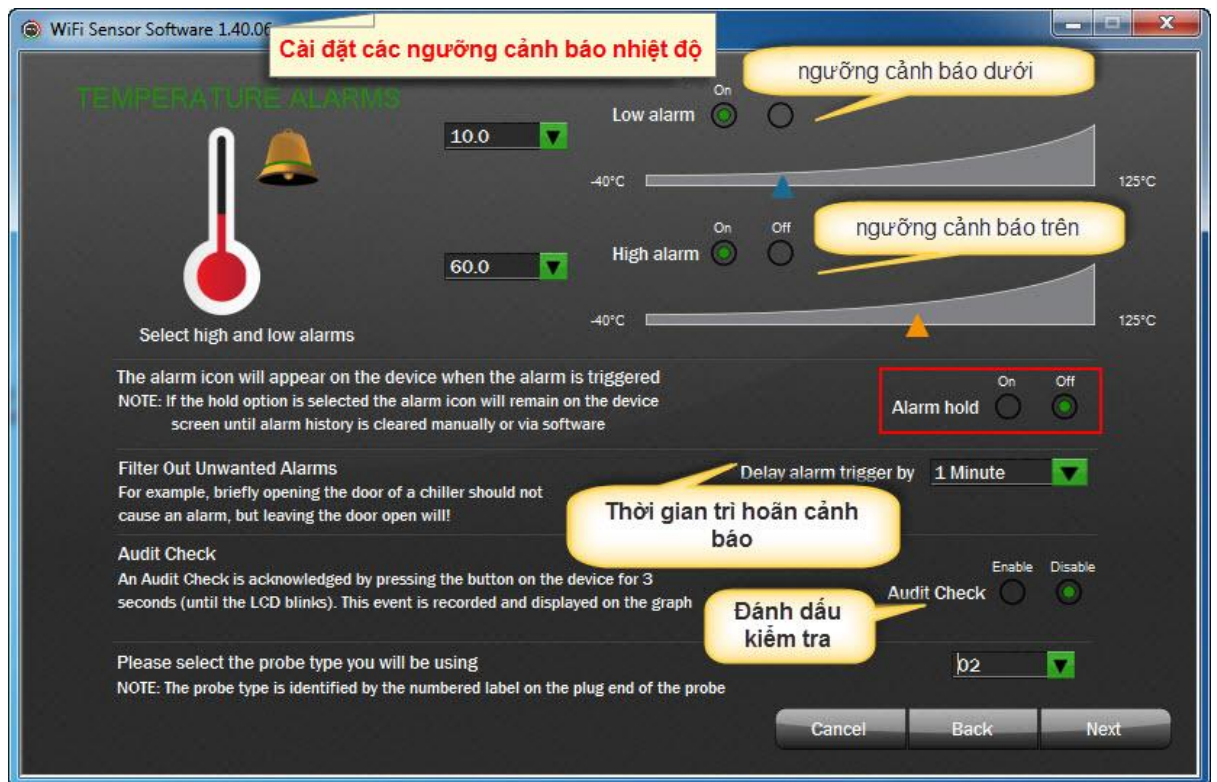 WiFi Sensor Software 1.40.06
Cài đặt các ngưỡng cảnh báo nhiệt độ
TEMPERATURE ALARMS
ngưỡng cảnh báo dưới
On
Low alarm
10.0
-40°C
125°C
ngưỡng cảnh báo trên
On Off
High alarm
60.0
-40°C
125°C
Select high and low alarms
The alarm icon will appear on the device when the alarm is triggered
NOTE: If the hold option is selected the alarm icon will remain on the device
screen until alarm history is cleared manually or via software
On Off
Alarm hold
Filter Out Unwanted Alarms
For example, briefly opening the door of a chiller should not
cause an alarm, but leaving the door open will!
Delay alarm trigger by 1 Minute
Thời gian trì hoãn cảnh
báo
Audit Check
An Audit Check is acknowledged by pressing the button on the device for 3
seconds (until the LCD blinks). This event is recorded and displayed on the graph
Enable Disable
Audit Check
Đánh dấu
kiểm tra
Please select the probe type you will be using
NOTE: The probe type is identified by the numbered label on the plug end of the probe
02
Cancel Back Next